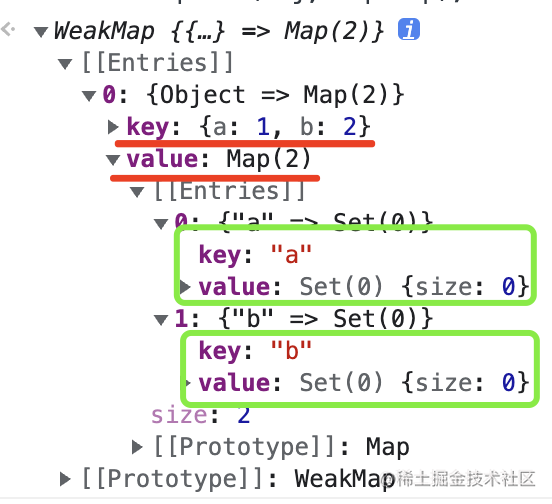 WeakMap {{…} => Map(2)} i
[[Entries]]
0: {Object => Map(2)}
key: {a: 1, b: 2}
value: Map(2)
[[Entries]]
0: {"a" => Set(0)}
key: "a"
value: Set(0) {size: 0}
1: {"b" => Set(0)}
key: "b"
value: Set(0) {size: 0}
size: 2
[[Prototype]]: Map
[[Prototype]]: WeakMap
@稀土掘金技术社区